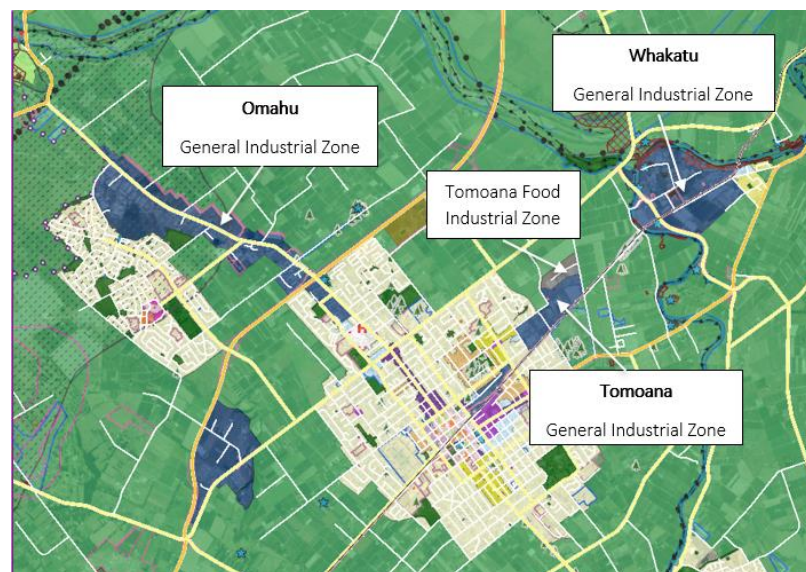 Omahu
General Industrial Zone
Whakatu
General Industrial Zone
Tomoana Food
Industrial Zone
Tomoana
General Industrial Zone